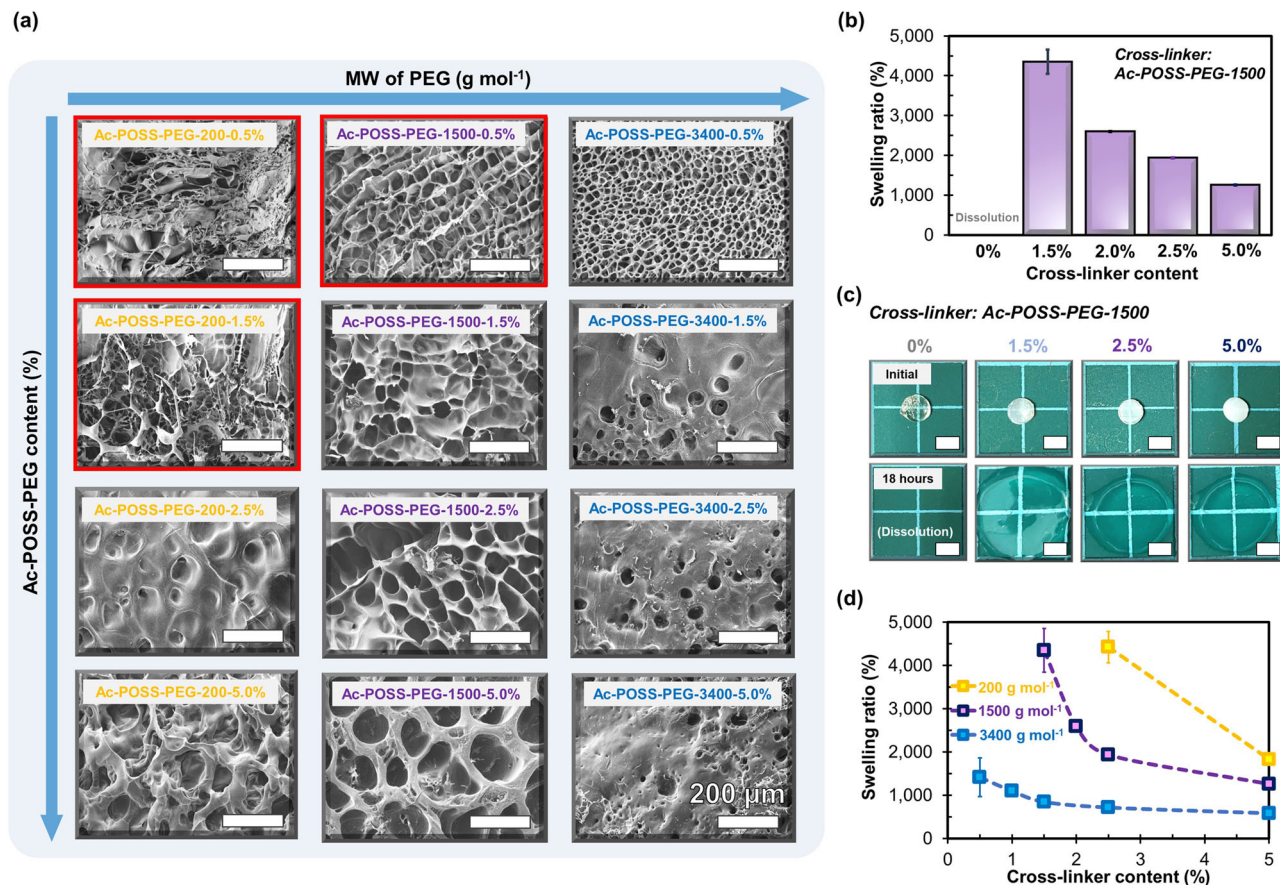 (a)
MW of PEG (g mol⁻¹)
Ac-POSS-PEG content (%)
Ac-POSS-PEG-200-0.5%
Ac-POSS-PEG-1500-0.5%
Ac-POSS-PEG-3400-0.5%
Ac-POSS-PEG-200-1.5%
Ac-POSS-PEG-1500-1.5%
Ac-POSS-PEG-3400-1.5%
Ac-POSS-PEG-200-2.5%
Ac-POSS-PEG-1500-2.5%
Ac-POSS-PEG-3400-2.5%
Ac-POSS-PEG-200-5.0%
Ac-POSS-PEG-1500-5.0%
Ac-POSS-PEG-3400-5.0%
200 µm
(b)
Swelling ratio (%)
5,000
4,000
3,000
2,000
1,000
0
Cross-linker:
Ac-POSS-PEG-1500
Dissolution
0% 1.5% 2.0% 2.5% 5.0%
Cross-linker content
(c)
Cross-linker: Ac-POSS-PEG-1500
0% 1.5% 2.5% 5.0%
Initial
18 hours
(Dissolution)
(d)
Swelling ratio (%)
5,000
4,000
3,000
2,000
1,000
0
200 g mol⁻¹
1500 g mol⁻¹
3400 g mol⁻¹
0 1 2 3 4 5
Cross-linker content (%)